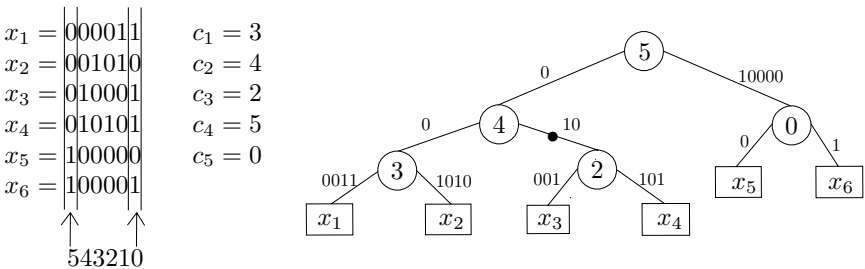 x₁ = 000011 c₁ = 3
x₂ = 001010 c₂ = 4
x₃ = 010001 c₃ = 2
x₄ = 010101 c₄ = 5
x₅ = 100000 c₅ = 0
x₆ = 100001
543210
5
0 10000
4 0
0 10 0 1
3 2 x₅ x₆
0011 1010 001 101
x₁ x₂ x₃ x₄